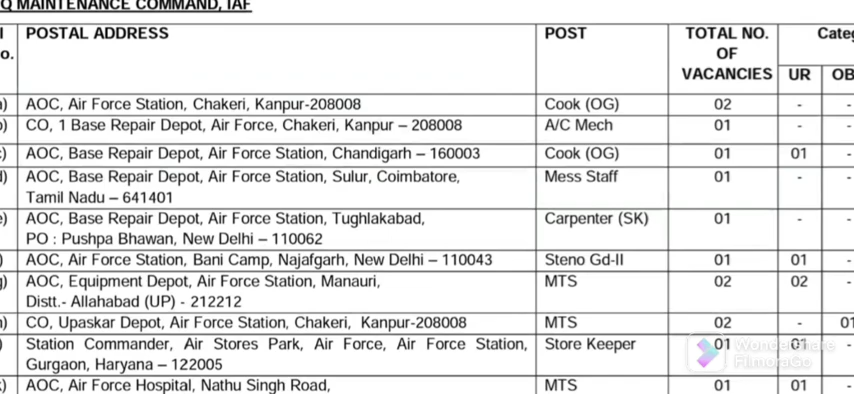 Q MAINTENANCE COMMAND, IAF
l POSTAL ADDRESS POST TOTAL NO. Categ
o. OF
VACANCIES UR OB
a) AOC, Air Force Station, Chakeri, Kanpur-208008 Cook (OG) 02 - -
b) CO, 1 Base Repair Depot, Air Force, Chakeri, Kanpur – 208008 A/C Mech 01 - -
c) AOC, Base Repair Depot, Air Force Station, Chandigarh – 160003 Cook (OG) 01 01 -
d) AOC, Base Repair Depot, Air Force Station, Sulur, Coimbatore, Mess Staff 01 - -
Tamil Nadu – 641401
e) AOC, Base Repair Depot, Air Force Station, Tughlakabad, Carpenter (SK) 01 - -
PO : Pushpa Bhawan, New Delhi – 110062
) AOC, Air Force Station, Bani Camp, Najafgarh, New Delhi – 110043 Steno Gd-II 01 01 -
g) AOC, Equipment Depot, Air Force Station, Manauri, MTS 02 02 -
Distt.- Allahabad (UP) - 212212
h) CO, Upaskar Depot, Air Force Station, Chakeri, Kanpur-208008 MTS 02 - 01
) Station Commander, Air Stores Park, Air Force, Air Force Station, Store Keeper 01 01 -
Gurgaon, Haryana – 122005
Wondershare
FilmoraGo
k) AOC, Air Force Hospital, Nathu Singh Road, MTS 01 01 -